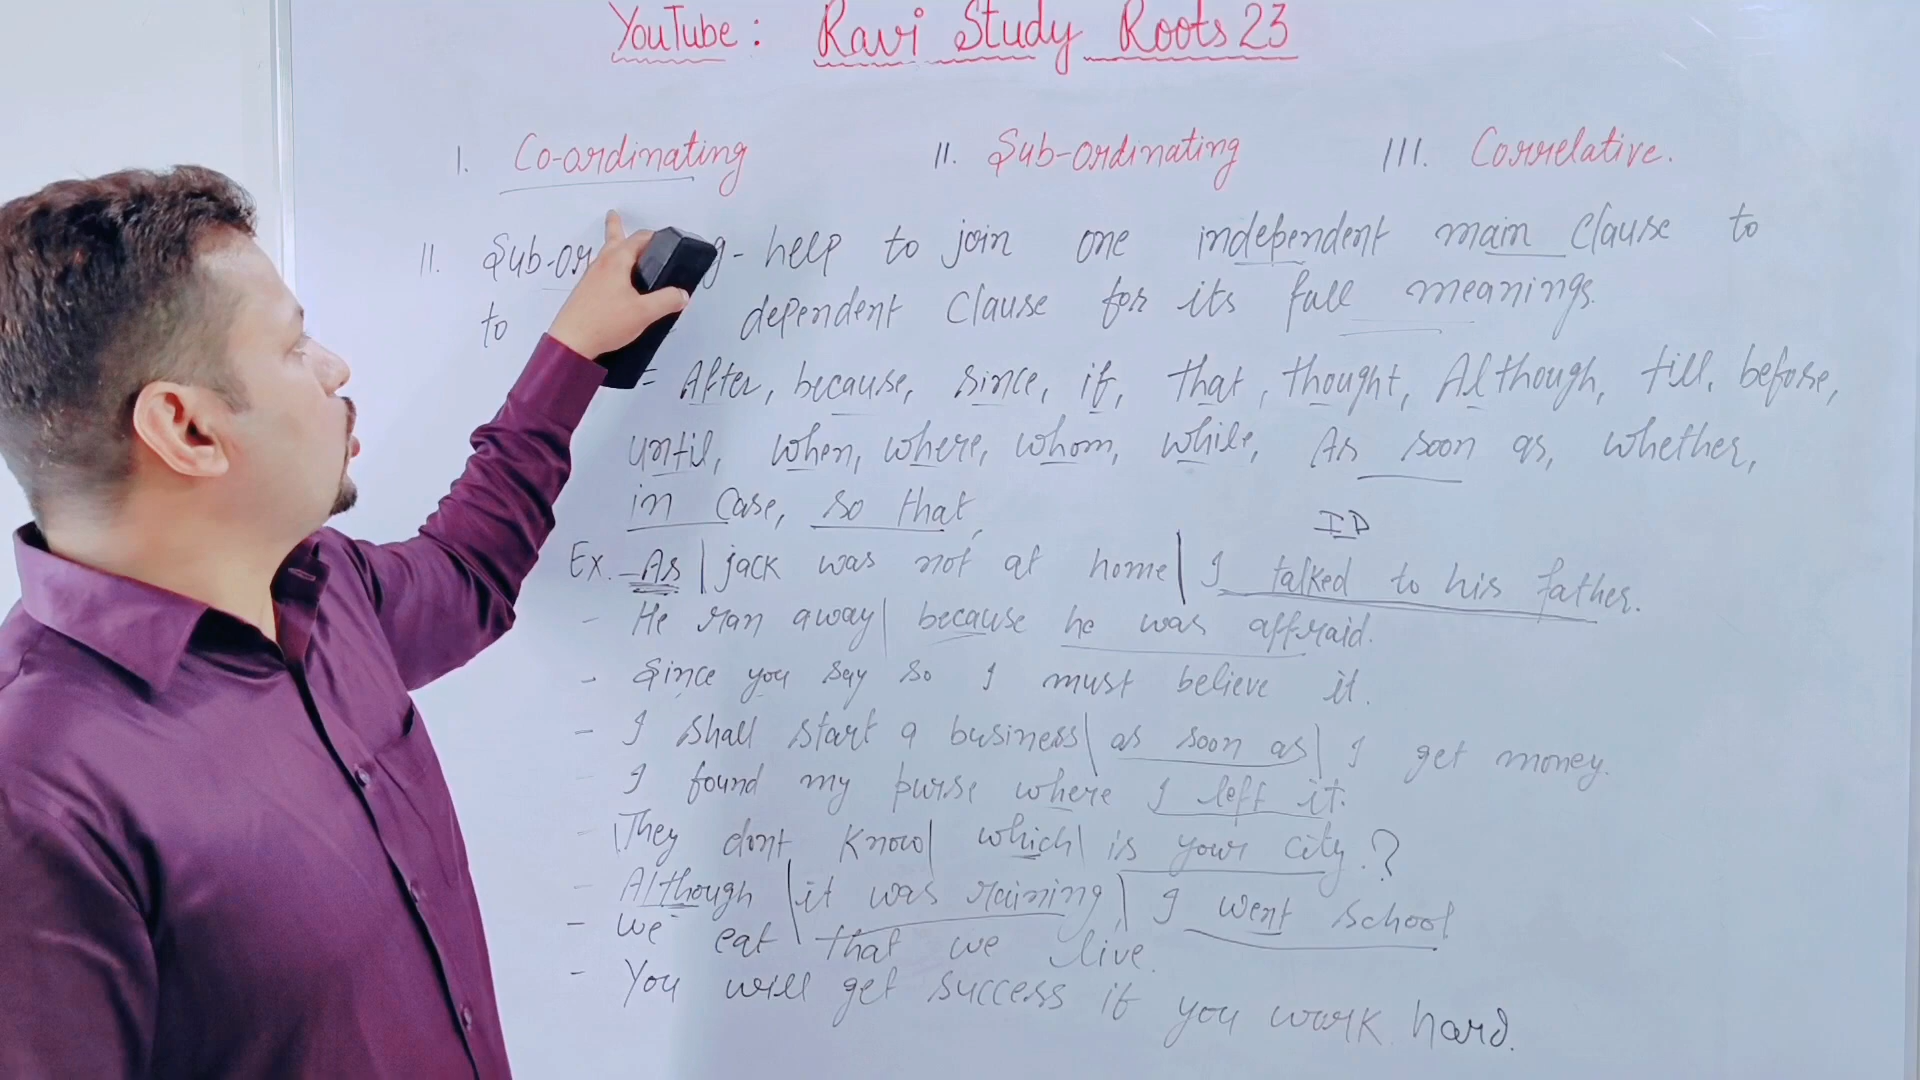 YouTube : Ravi Study Roots 23
I. Co-ordinating II. Sub-ordinating III. Correlative.
II. Sub-or g - help to join one independent main Clause to
to dependent Clause for its full meanings.
= After, because, since, if, that, thought, Although, till, before,
until, when, where, whom, while, As soon as, whether,
in Case, so that,
ID
Ex. - As | jack was not at home | I talked to his father.
- He ran away | because he was affraid.
- Since you say so I must believe it.
- I shall start a business | as soon as | I get money.
- I found my purse where I left it.
- They dont know | which | is your city.?
- Although | it was raining, | I went school
- We eat that we live.
- You will get success if you work hard.